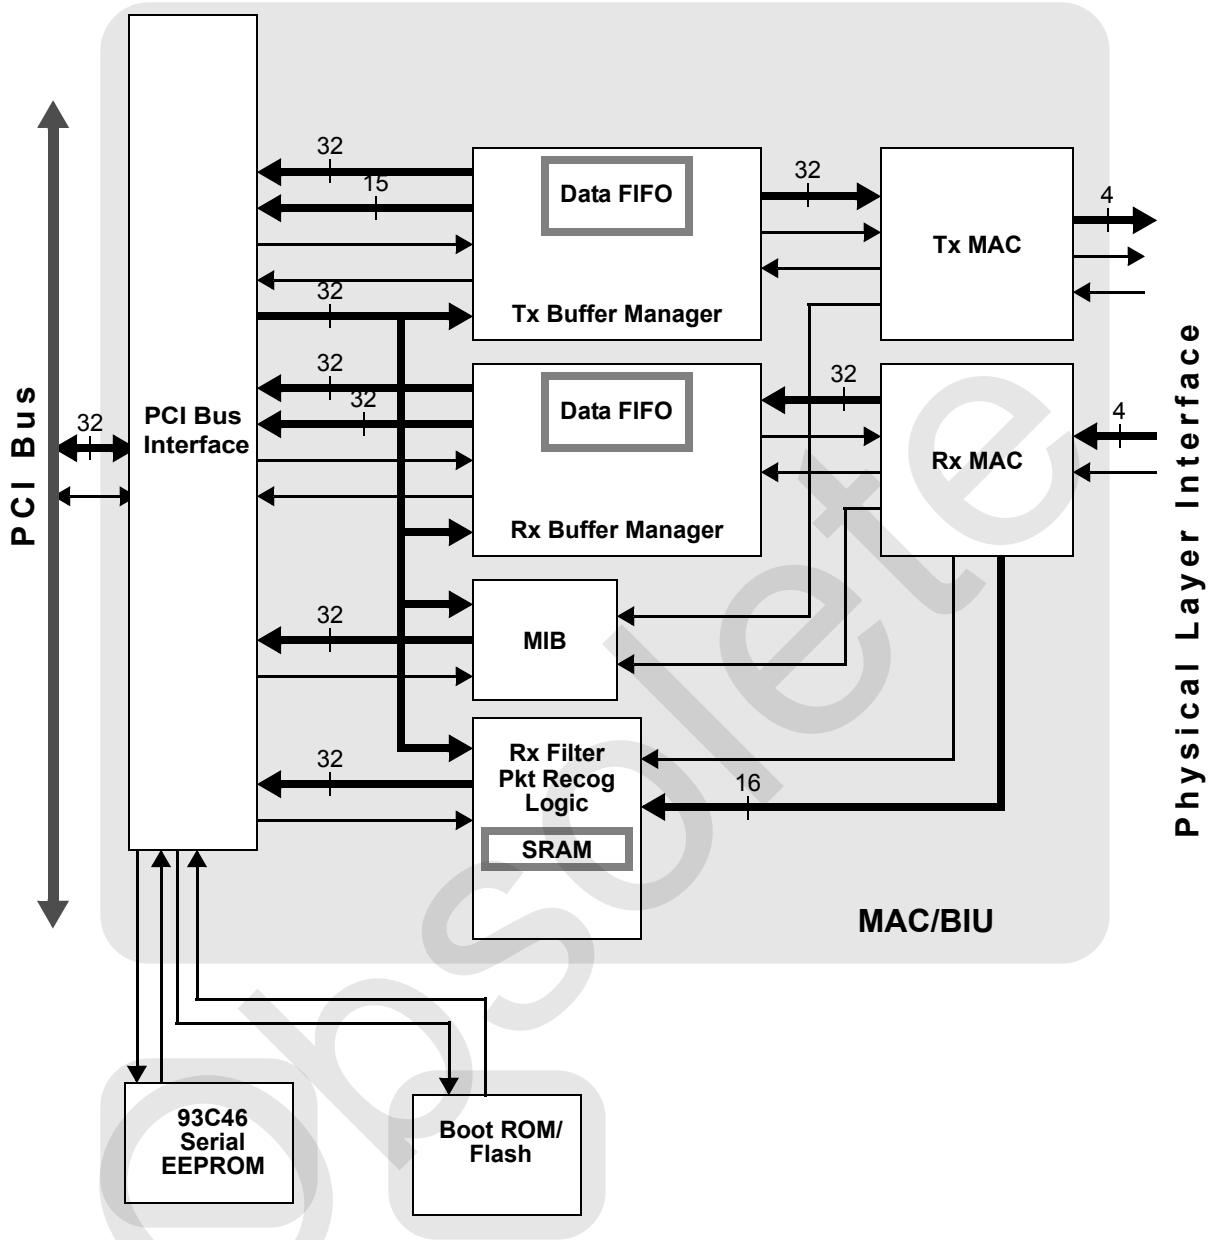 32
15
Data FIFO
32
4
Tx MAC
32
Tx Buffer Manager
32
32
Data FIFO
32
4
PCI Bus
Interface
32
PCI Bus
Rx MAC
Rx Buffer Manager
Physical Layer Interface
32
MIB
32
Rx Filter
Pkt Recog
Logic
16
SRAM
MAC/BIU
93C46
Serial
EEPROM
Boot ROM/
Flash
Obsolete